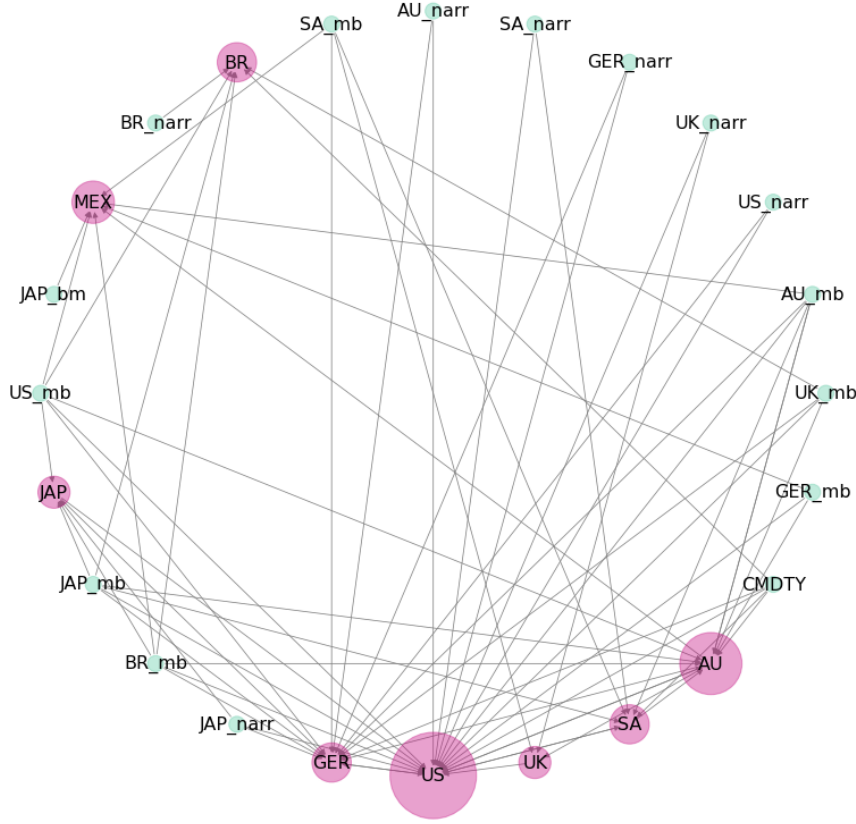 AU_narr
SA_mb
SA_narr
BR
GER_narr
BR_narr
UK_narr
MEX
US_narr
JAP_bm
AU_mb
US_mb
UK_mb
JAP
GER_mb
JAP_mb
CMDTY
BR_mb
AU
JAP_narr
SA
GER
UK
US